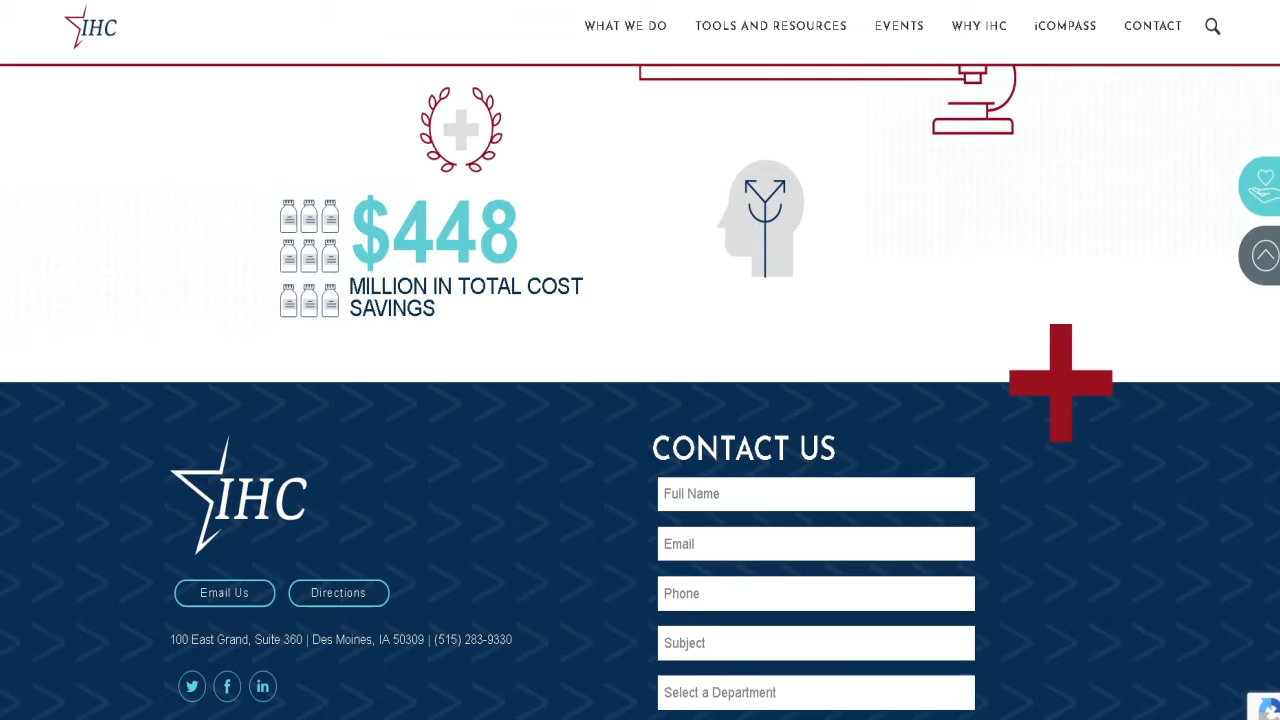 IHC
WHAT WE DO TOOLS AND RESOURCES EVENTS WHY IHC iCOMPASS CONTACT
$448
MILLION IN TOTAL COST
SAVINGS
IHC
Email Us Directions
100 East Grand, Suite 360 | Des Moines, IA 50309 | (515) 283-9330
CONTACT US
Full Name
Email
Phone
Subject
Select a Department